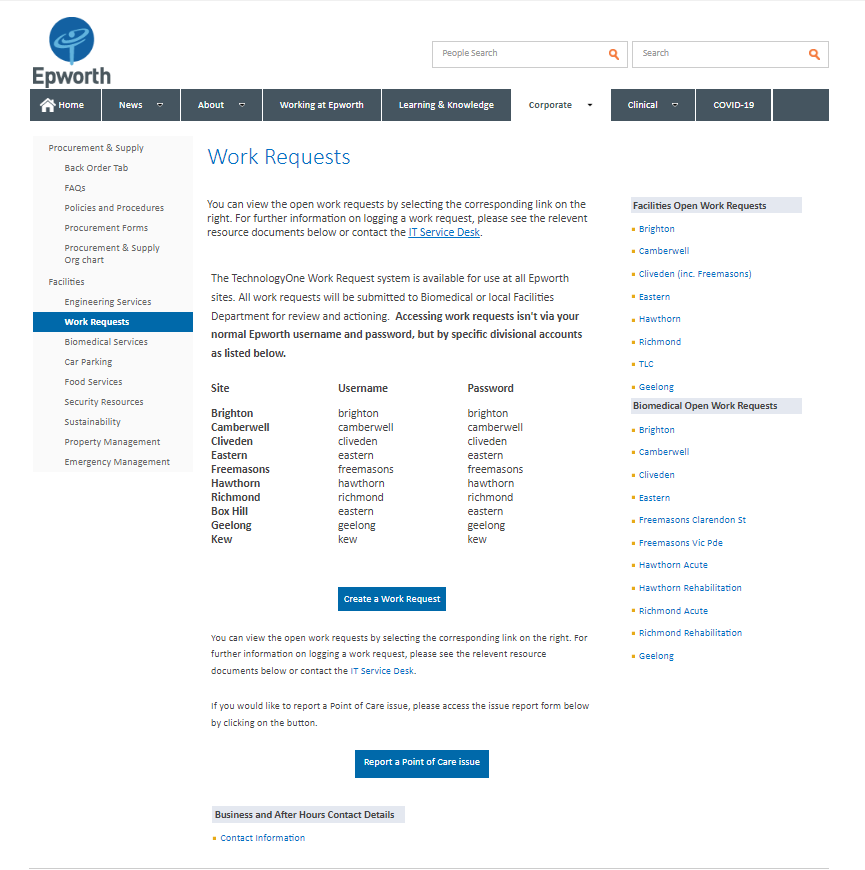 Epworth
People Search
Search
Home News About Working at Epworth Learning & Knowledge Corporate Clinical COVID-19
Procurement & Supply
Back Order Tab
FAQs
Policies and Procedures
Procurement Forms
Procurement & Supply
Org chart
Facilities
Engineering Services
Work Requests
Biomedical Services
Car Parking
Food Services
Security Resources
Sustainability
Property Management
Emergency Management
Work Requests
You can view the open work requests by selecting the corresponding link on the
right. For further information on logging a work request, please see the relevent
resource documents below or contact the IT Service Desk.
The TechnologyOne Work Request system is available for use at all Epworth
sites. All work requests will be submitted to Biomedical or local Facilities
Department for review and actioning. Accessing work requests isn't via your
normal Epworth username and password, but by specific divisional accounts
as listed below.
Site Username Password
Brighton brighton brighton
Camberwell camberwell camberwell
Cliveden cliveden cliveden
Eastern eastern eastern
Freemasons freemasons freemasons
Hawthorn hawthorn hawthorn
Richmond richmond richmond
Box Hill eastern eastern
Geelong geelong geelong
Kew kew kew
Create a Work Request
You can view the open work requests by selecting the corresponding link on the right. For
further information on logging a work request, please see the relevent resource
documents below or contact the IT Service Desk.
If you would like to report a Point of Care issue, please access the issue report form below
by clicking on the button.
Report a Point of Care issue
Business and After Hours Contact Details
Contact Information
Facilities Open Work Requests
Brighton
Camberwell
Cliveden (inc. Freemasons)
Eastern
Hawthorn
Richmond
TLC
Geelong
Biomedical Open Work Requests
Brighton
Camberwell
Cliveden
Eastern
Freemasons Clarendon St
Freemasons Vic Pde
Hawthorn Acute
Hawthorn Rehabilitation
Richmond Acute
Richmond Rehabilitation
Geelong